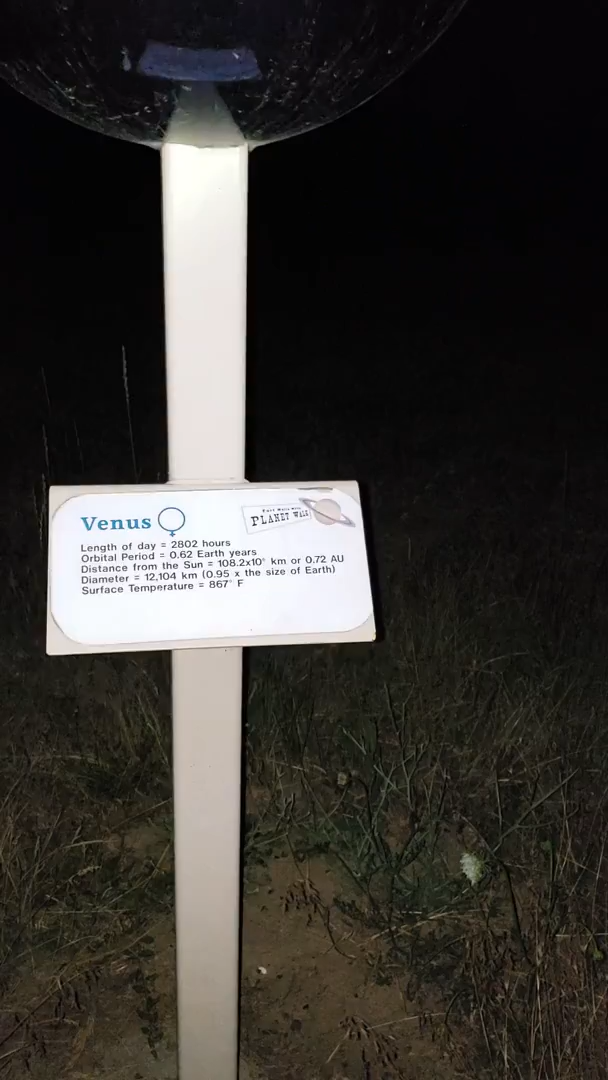 Venus
Fort Worden
PLANET WALK
Length of day = 2802 hours
Orbital Period = 0.62 Earth years
Distance from the Sun = 108.2x10⁶ km or 0.72 AU
Diameter = 12,104 km (0.95 x the size of Earth)
Surface Temperature = 867° F